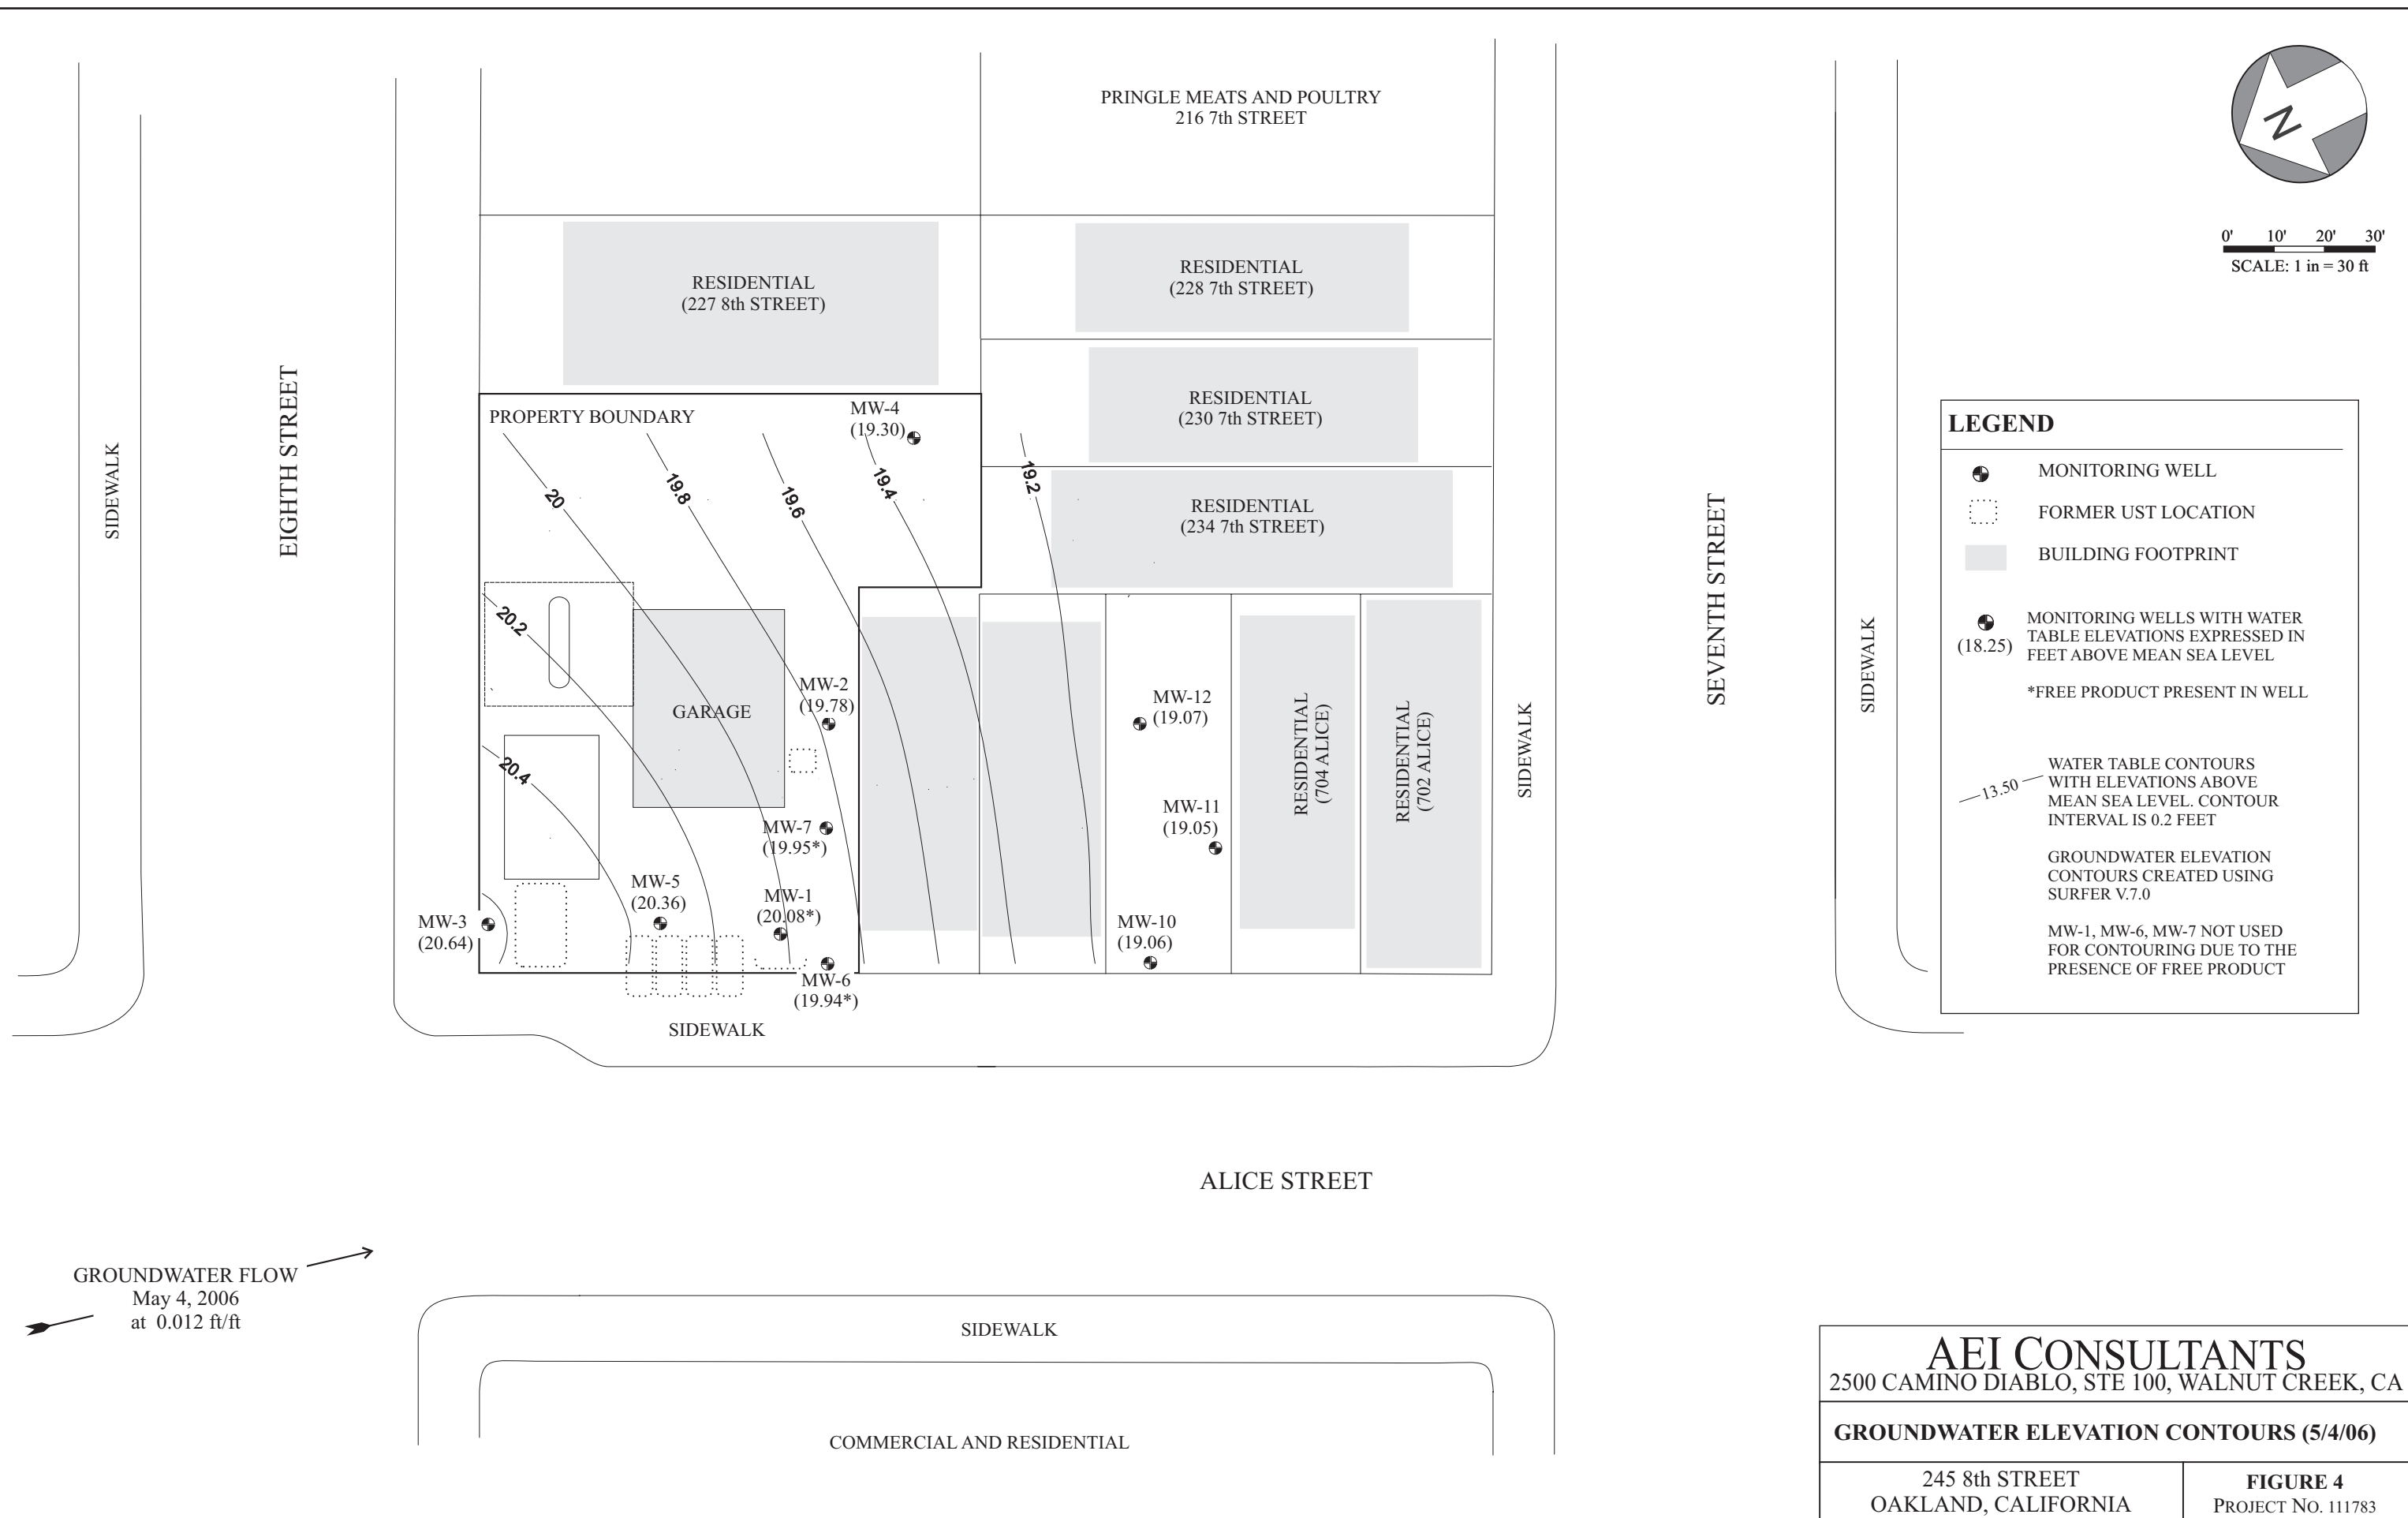 PRINGLE MEATS AND POULTRY
216 7th STREET
N
0' 10' 20' 30'
SCALE: 1 in = 30 ft
RESIDENTIAL
(227 8th STREET)
RESIDENTIAL
(228 7th STREET)
RESIDENTIAL
(230 7th STREET)
RESIDENTIAL
(234 7th STREET)
SIDEWALK
EIGHTH STREET
PROPERTY BOUNDARY
MW-4
(19.30)
20
19.8
19.6
19.4
19.2
20.2
20.4
GARAGE
MW-2
(19.78)
MW-7
(19.95*)
MW-5
(20.36)
MW-1
(20.08*)
MW-3
(20.64)
MW-6
(19.94*)
MW-12
(19.07)
MW-11
(19.05)
MW-10
(19.06)
RESIDENTIAL
(704 ALICE)
RESIDENTIAL
(702 ALICE)
SIDEWALK
SEVENTH STREET
SIDEWALK
SIDEWALK
LEGEND
MONITORING WELL
FORMER UST LOCATION
BUILDING FOOTPRINT
(18.25)
MONITORING WELLS WITH WATER
TABLE ELEVATIONS EXPRESSED IN
FEET ABOVE MEAN SEA LEVEL
*FREE PRODUCT PRESENT IN WELL
13.50
WATER TABLE CONTOURS
WITH ELEVATIONS ABOVE
MEAN SEA LEVEL. CONTOUR
INTERVAL IS 0.2 FEET
GROUNDWATER ELEVATION
CONTOURS CREATED USING
SURFER V.7.0
MW-1, MW-6, MW-7 NOT USED
FOR CONTOURING DUE TO THE
PRESENCE OF FREE PRODUCT
ALICE STREET
GROUNDWATER FLOW
May 4, 2006
at 0.012 ft/ft
SIDEWALK
COMMERCIAL AND RESIDENTIAL
AEI CONSULTANTS
2500 CAMINO DIABLO, STE 100, WALNUT CREEK, CA
GROUNDWATER ELEVATION CONTOURS (5/4/06)
245 8th STREET
OAKLAND, CALIFORNIA
FIGURE 4
PROJECT NO. 111783